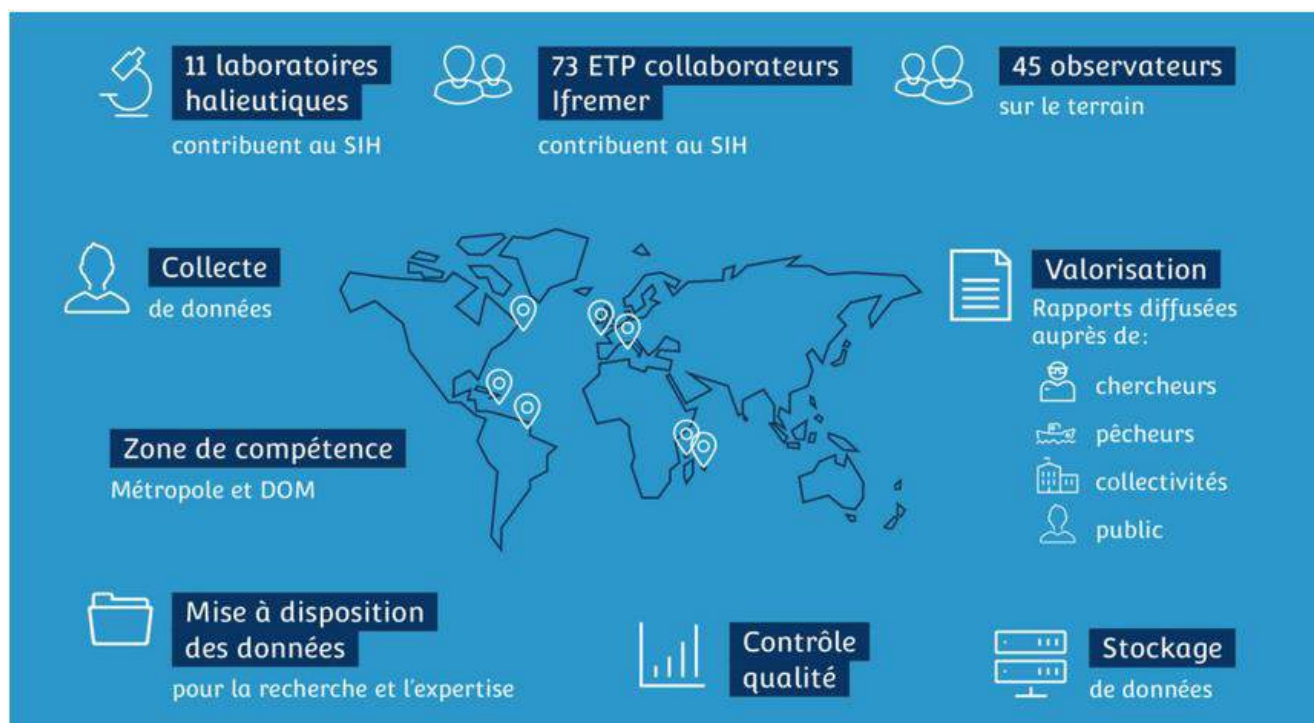 11 laboratoires
halieutiques
contribuent au SIH
73 ETP collaborateurs
Ifremer
contribuent au SIH
45 observateurs
sur le terrain
Collecte
de données
Zone de compétence
Métropole et DOM
Valorisation
Rapports diffusées
auprès de:
chercheurs
pêcheurs
collectivités
public
Mise à disposition
des données
pour la recherche et l'expertise
Contrôle
qualité
Stockage
de données